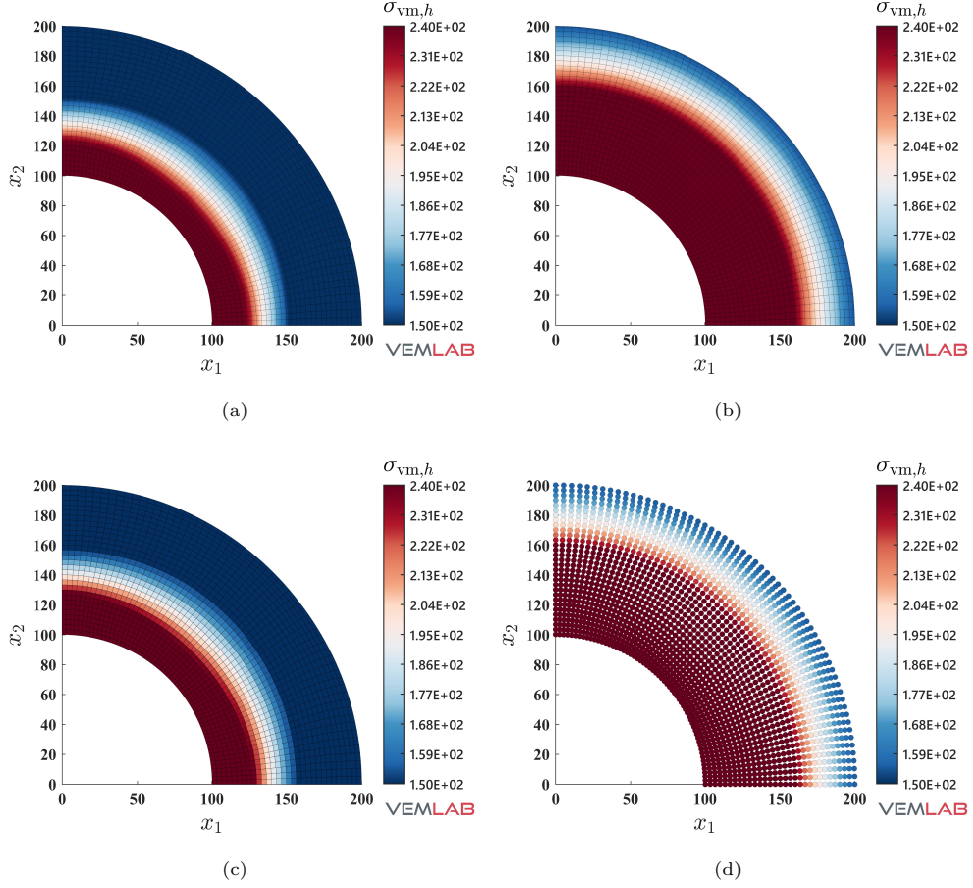 σvm,h
200
180
160
140
120
100
80
60
40
20
0
x2
0 50 100 150 200
x1
2.40E+02
2.31E+02
2.22E+02
2.13E+02
2.04E+02
1.95E+02
1.86E+02
1.77E+02
1.68E+02
1.59E+02
1.50E+02
VEMLAB
(a)
σvm,h
200
180
160
140
120
100
80
60
40
20
0
x2
0 50 100 150 200
x1
2.40E+02
2.31E+02
2.22E+02
2.13E+02
2.04E+02
1.95E+02
1.86E+02
1.77E+02
1.68E+02
1.59E+02
1.50E+02
VEMLAB
(b)
σvm,h
200
180
160
140
120
100
80
60
40
20
0
x2
0 50 100 150 200
x1
2.40E+02
2.31E+02
2.22E+02
2.13E+02
2.04E+02
1.95E+02
1.86E+02
1.77E+02
1.68E+02
1.59E+02
1.50E+02
VEMLAB
(c)
σvm,h
200
180
160
140
120
100
80
60
40
20
0
x2
0 50 100 150 200
x1
2.40E+02
2.31E+02
2.22E+02
2.13E+02
2.04E+02
1.95E+02
1.86E+02
1.77E+02
1.68E+02
1.59E+02
1.50E+02
VEMLAB
(d)